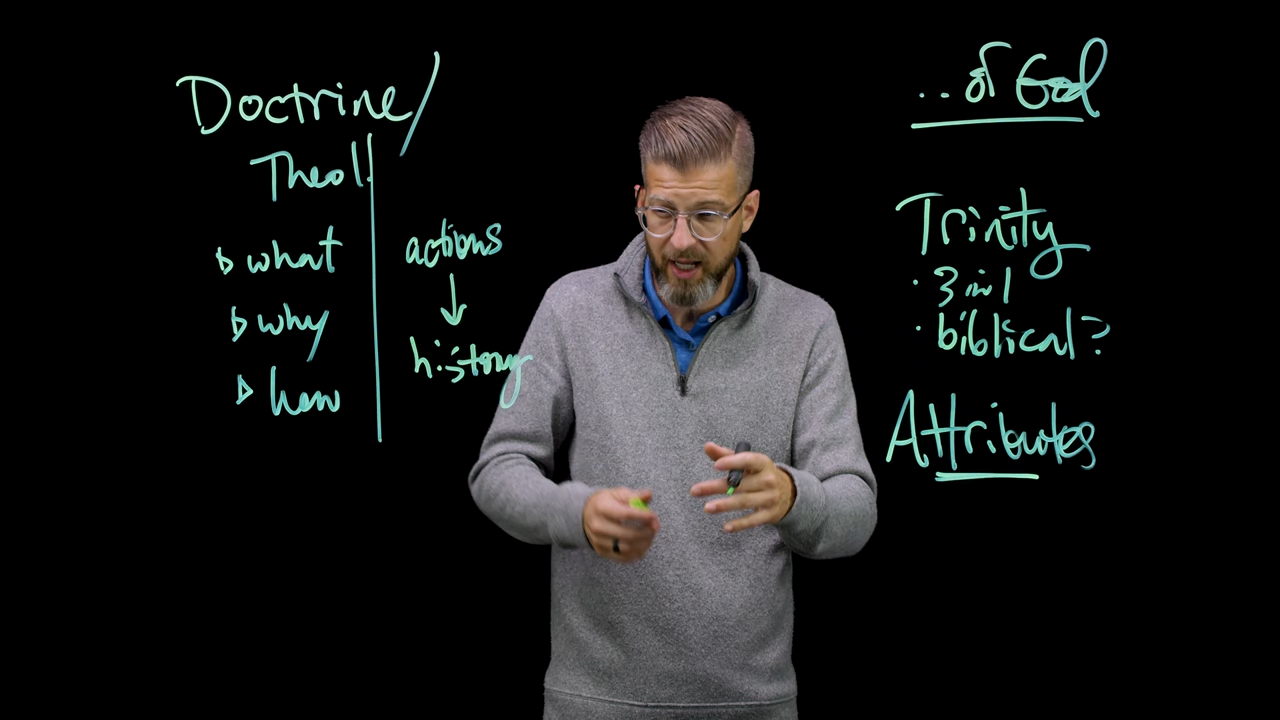 Doctrine/
Theol.
▷ what
▷ why
▷ how
actions
↓
history
.. of God
Trinity
· 3 in 1
· biblical?
Attributes